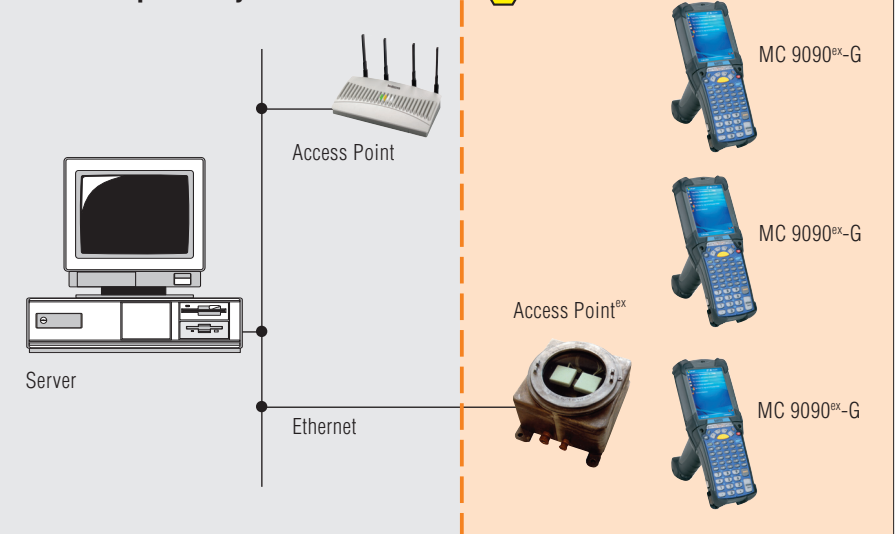 MC 9090ex-G
Access Point
MC 9090ex-G
Access Pointex
Server
MC 9090ex-G
Ethernet